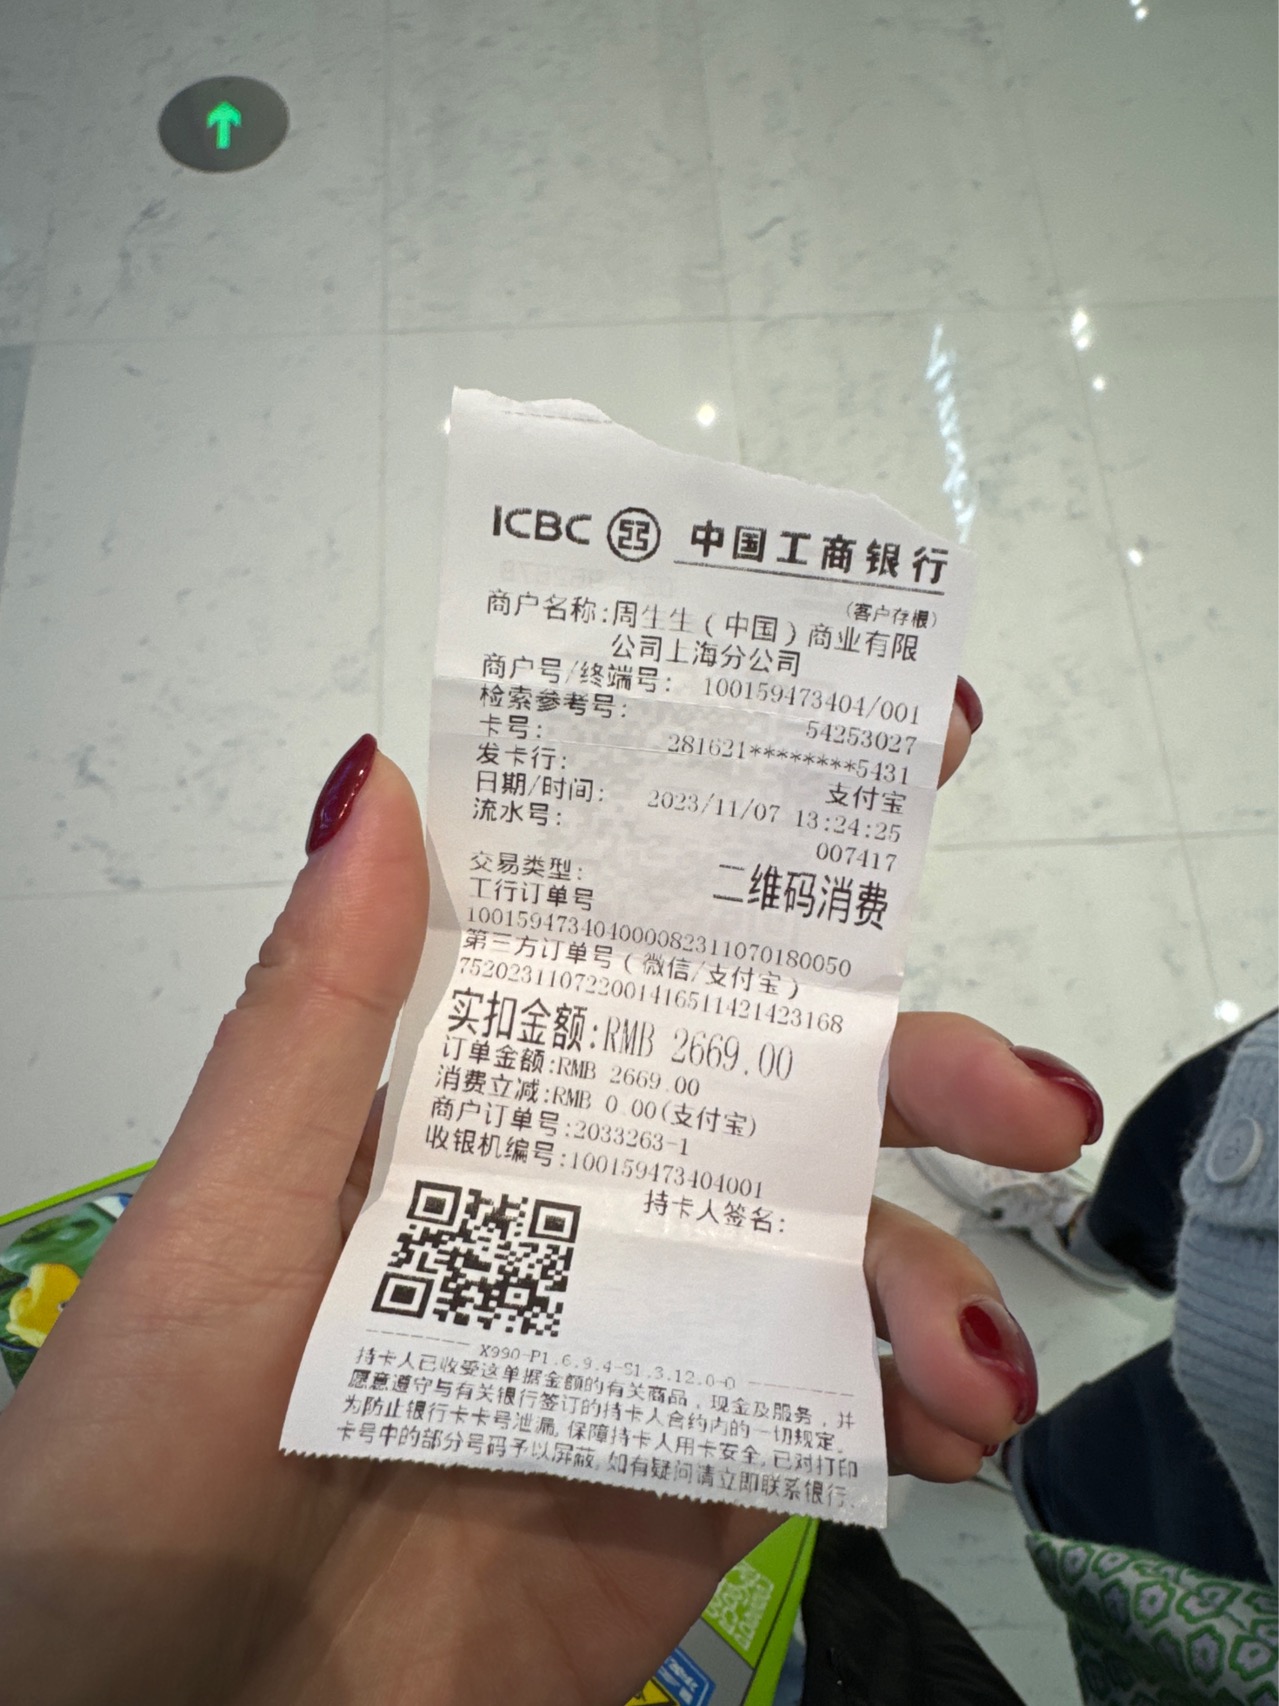 ICBC 中国工商银行
(客户存根)
商户名称:周生生(中国)商业有限
公司上海分公司
商户号/终端号: 100159473404/001
检索参考号: 54253027
卡号: 281621********5431
发卡行: 支付宝
日期/时间: 2023/11/07 13:24:25
流水号: 007417
交易类型: 二维码消费
工行订单号
10015947340400008231107018​0050
第三方订单号(微信/支付宝)
7520231107220014165114214​23168
实扣金额:RMB 2669.00
订单金额:RMB 2669.00
消费立减:RMB 0.00(支付宝)
商户订单号:2033263-1
收银机编号:100159473404001
持卡人签名:
X990-P1.6.9.4-S1.3.12.0-0
持卡人已收受这单据金额的有关商品，现金及服务，并
愿意遵守与有关银行签订的持卡人合约内的一切规定。
为防止银行卡卡号泄漏,保障持卡人用卡安全,已对打印
卡号中的部分号码予以屏蔽,如有疑问请立即联系银行.